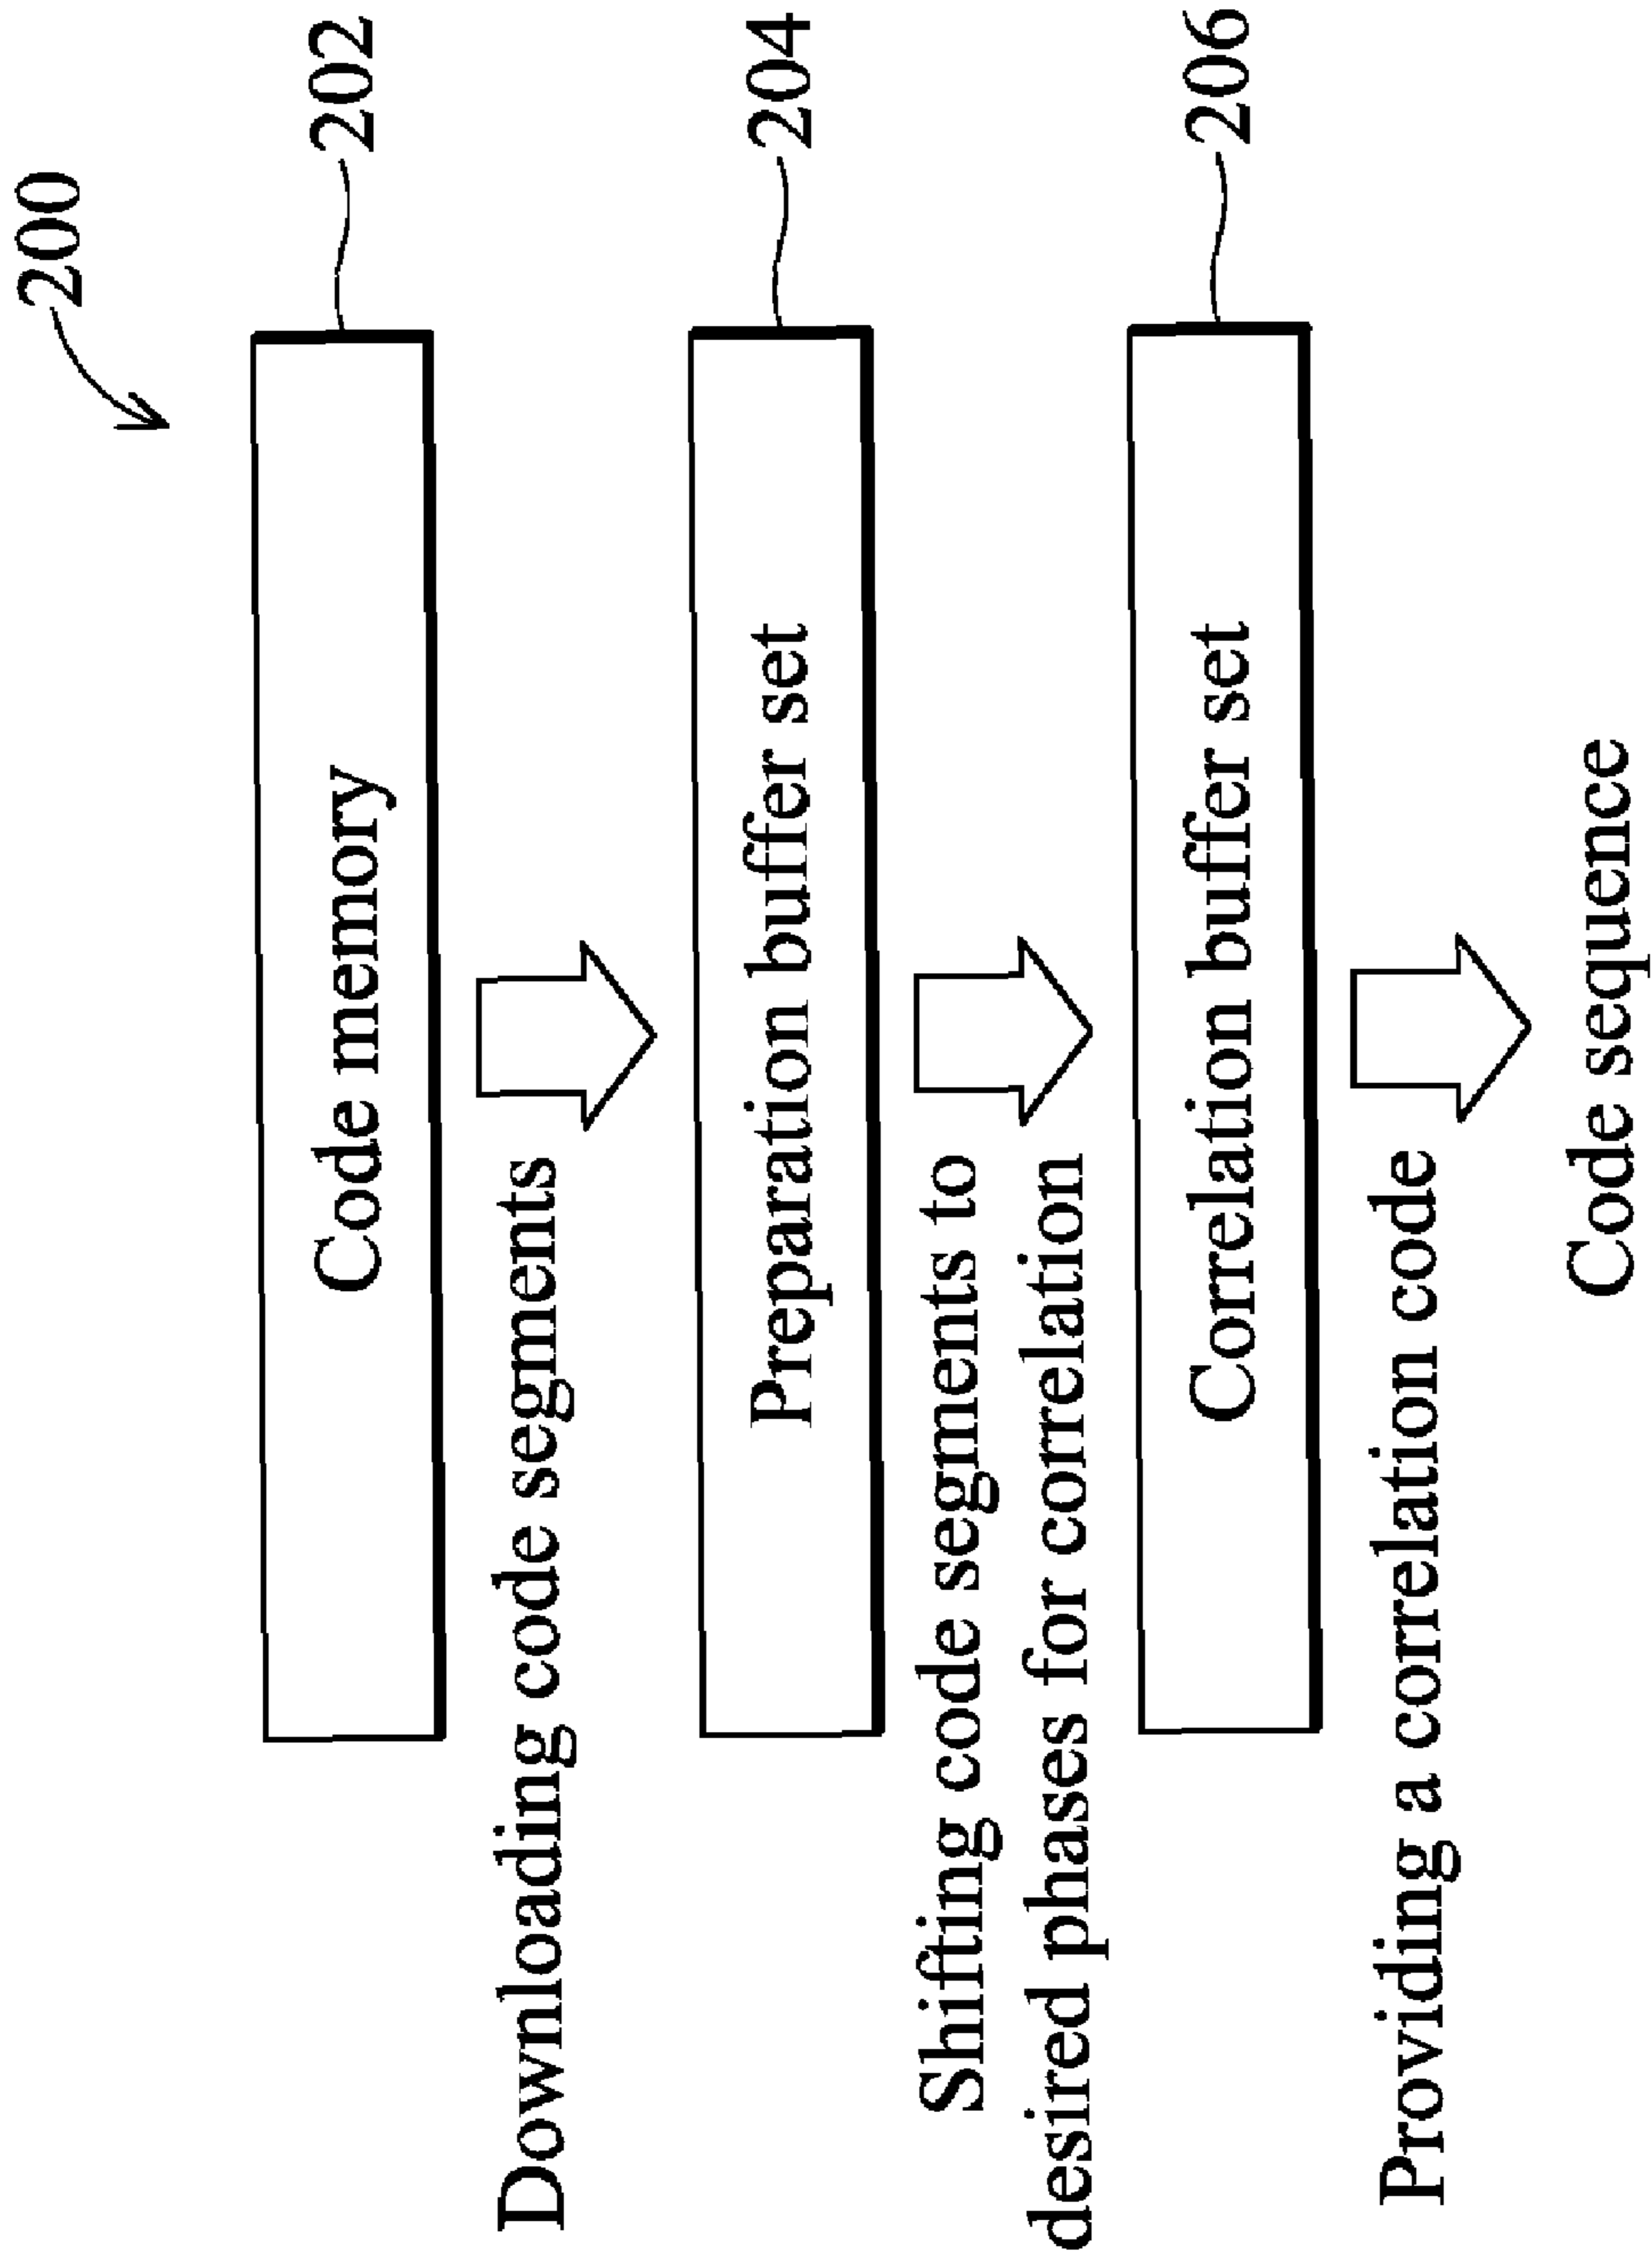 200
Code memory
202
Downloading code segments
Preparation buffer set
204
Shifting code segments to
desired phases for correlation
Correlation buffer set
206
Providing a correlation code
Code sequence